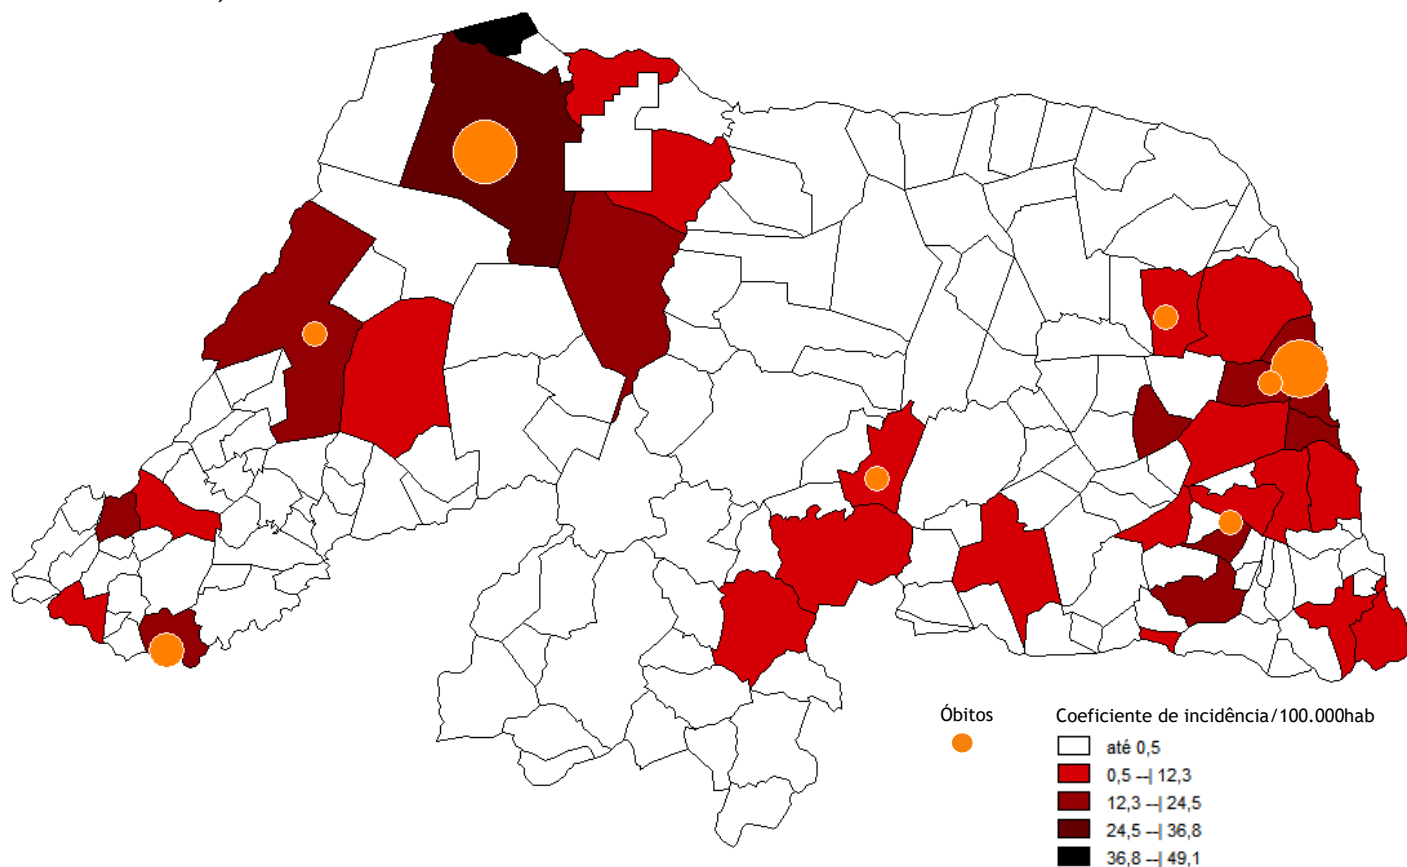 Óbitos
Coeficiente de incidência/100.000hab
até 0,5
0,5 --| 12,3
12,3 --| 24,5
24,5 --| 36,8
36,8 --| 49,1